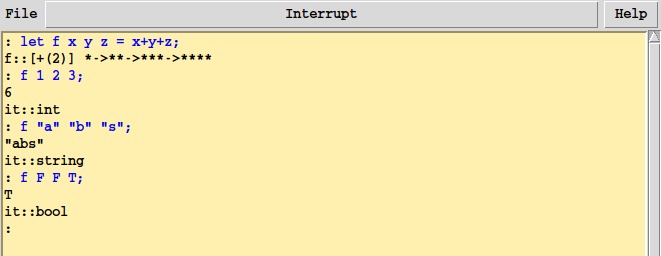 File Interrupt Help
: let f x y z = x+y+z;
f::[+(2)] *->**->***->****
: f 1 2 3;
6
it::int
: f "a" "b" "s";
"abs"
it::string
: f F F T;
T
it::bool
: